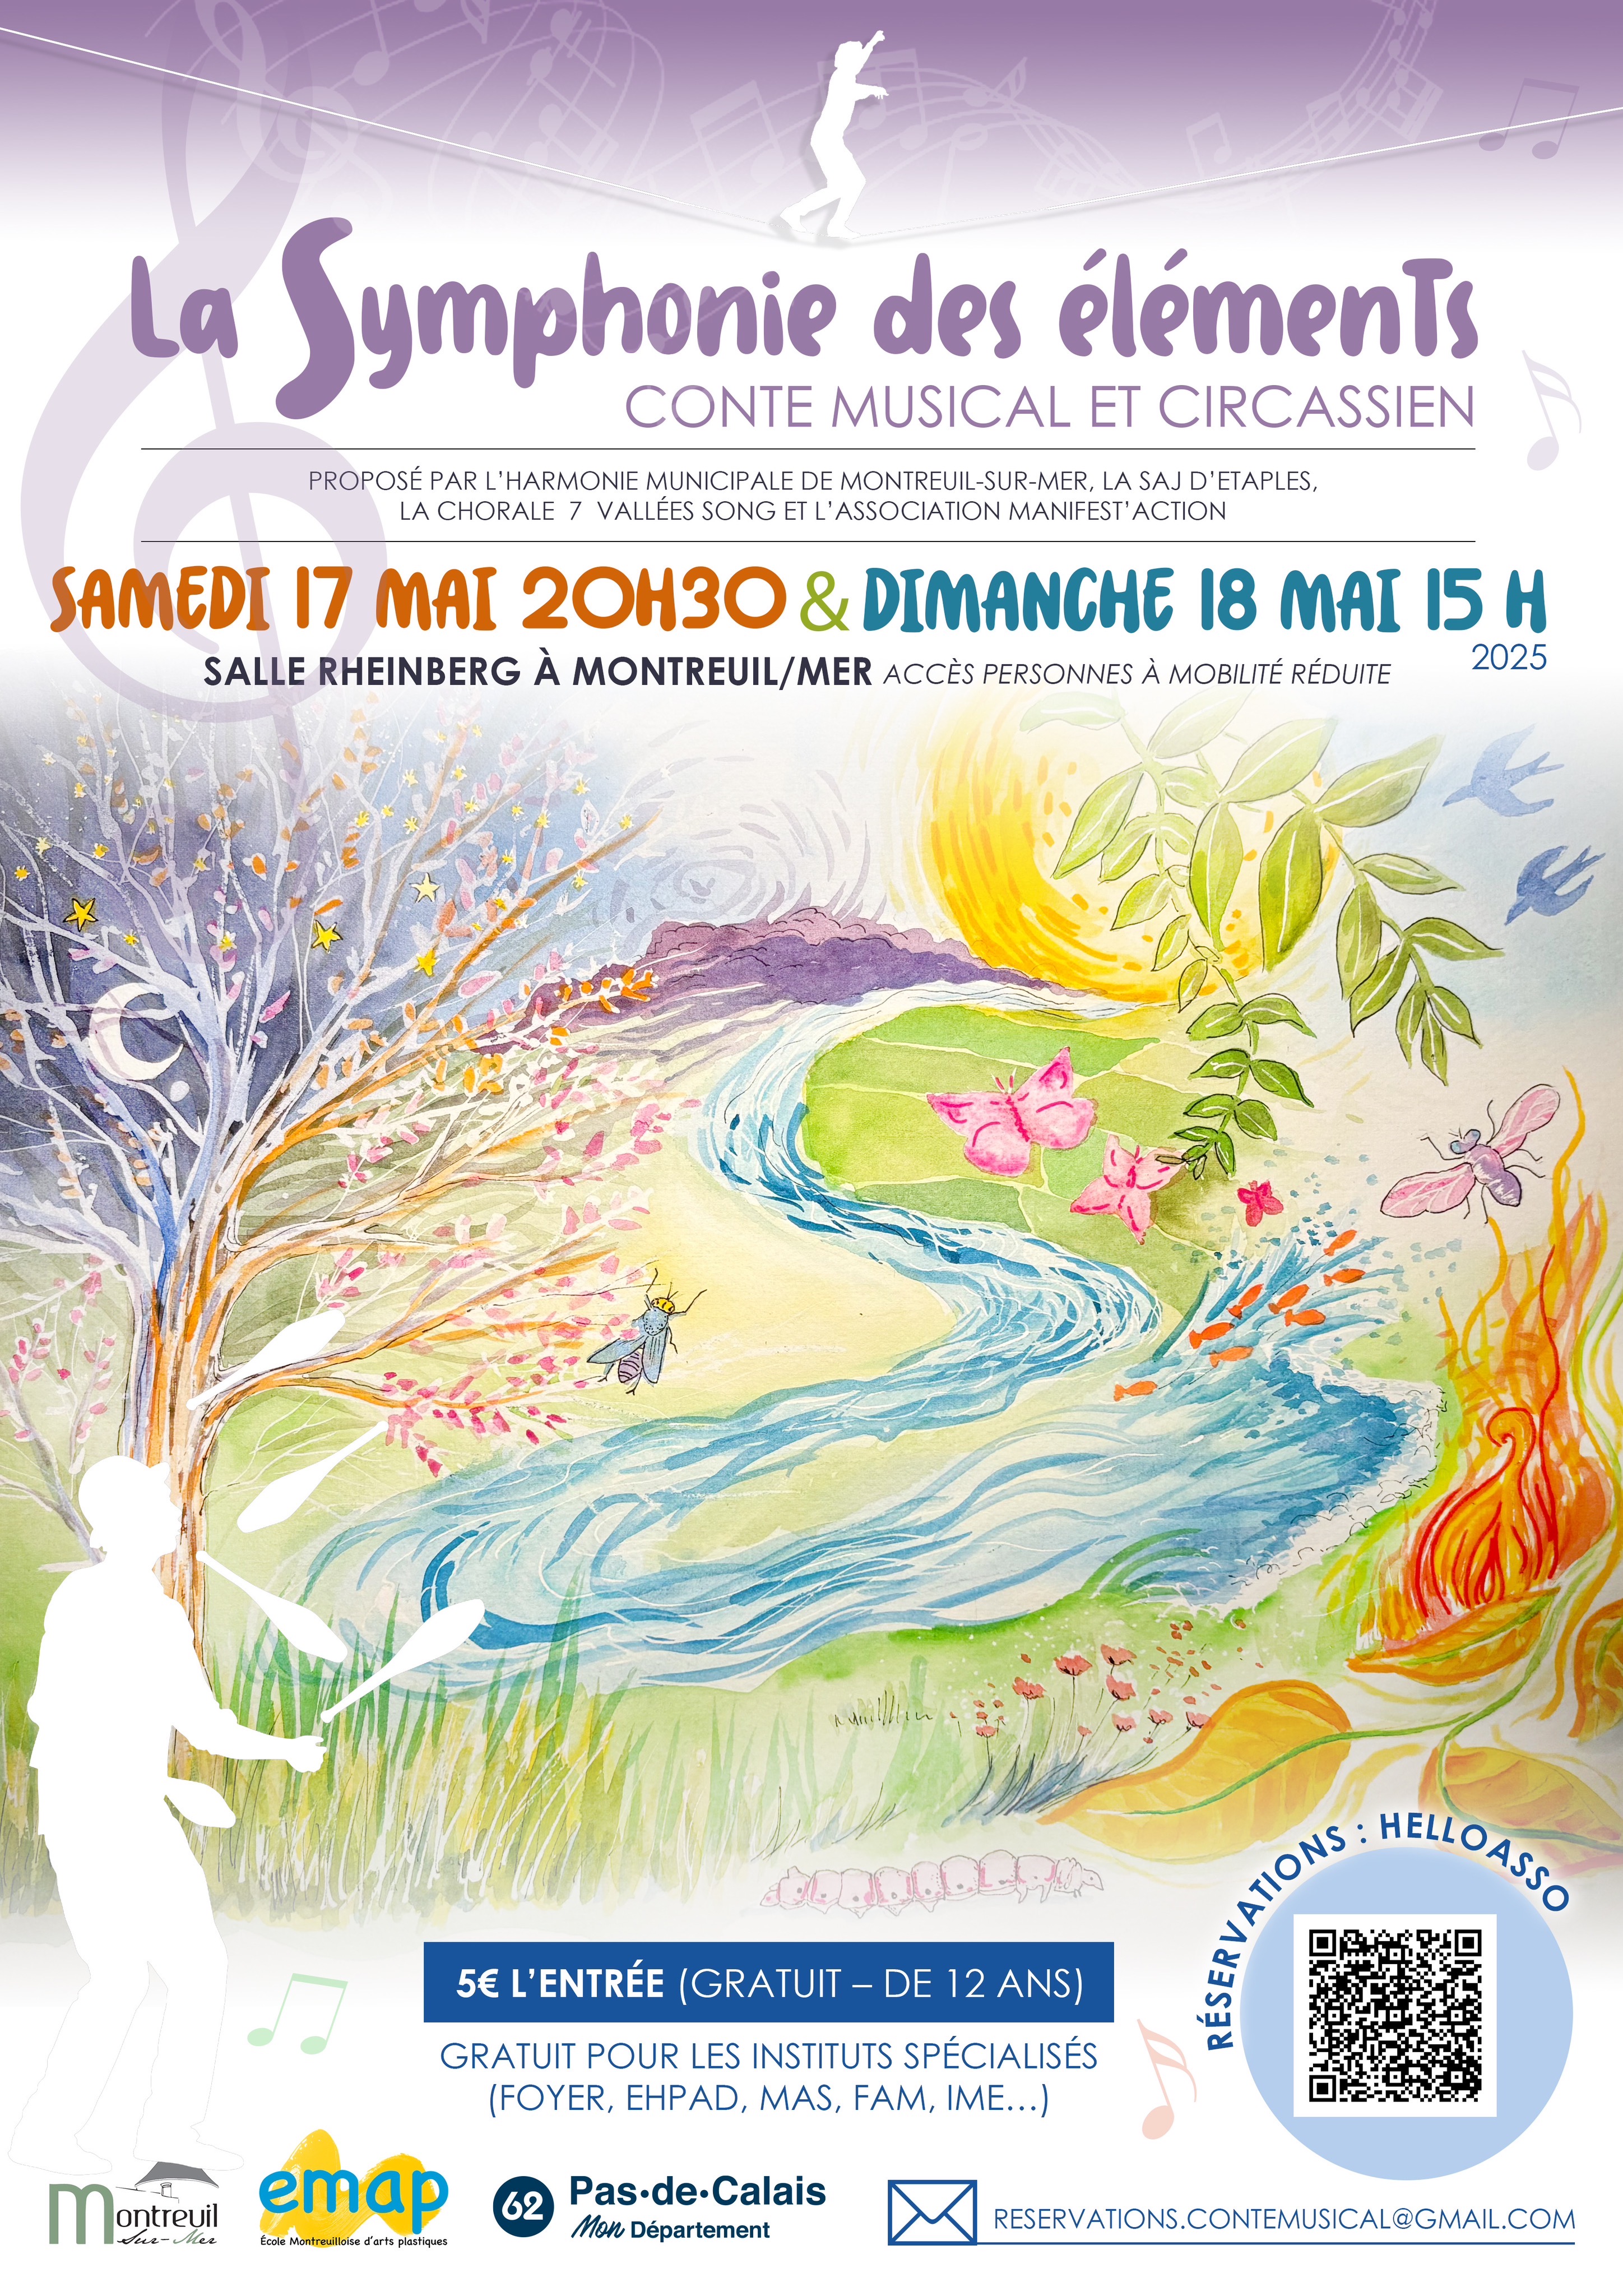 La Symphonie des éléments
CONTE MUSICAL ET CIRCASSIEN
PROPOSÉ PAR L'HARMONIE MUNICIPALE DE MONTREUIL-SUR-MER, LA SAJ D'ETAPLES,
LA CHORALE 7 VALLÉES SONG ET L'ASSOCIATION MANIFEST'ACTION
SAMEDI 17 MAI 20H30 & DIMANCHE 18 MAI 15 H
2025
SALLE RHEINBERG À MONTREUIL/MER ACCÈS PERSONNES À MOBILITÉ RÉDUITE
RÉSERVATIONS : HELLOASSO
5€ L'ENTRÉE (GRATUIT – DE 12 ANS)
GRATUIT POUR LES INSTITUTS SPÉCIALISÉS
(FOYER, EHPAD, MAS, FAM, IME...)
Montreuil
Sur-Mer
emap
École Montreuilloise d'arts plastiques
62 Pas-de-Calais
Mon Département
RESERVATIONS.CONTEMUSICAL@GMAIL.COM